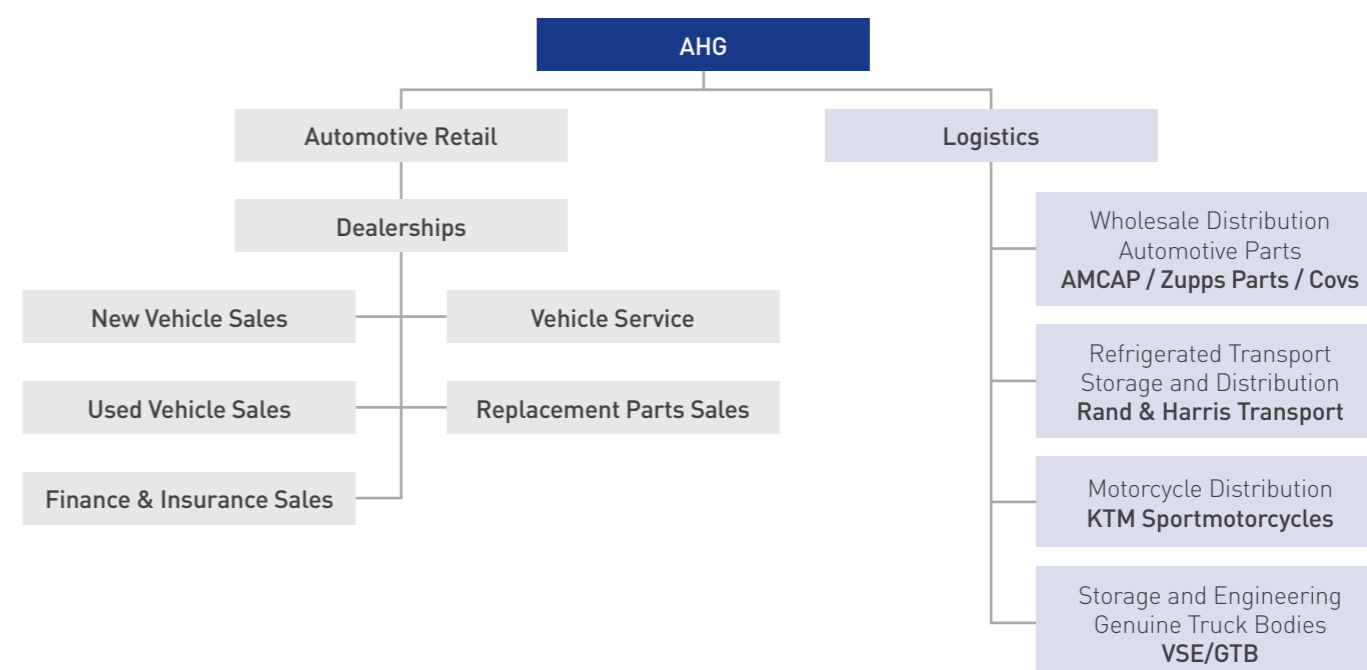 AHG
Automotive Retail
Logistics
Dealerships
New Vehicle Sales
Vehicle Service
Used Vehicle Sales
Replacement Parts Sales
Finance & Insurance Sales
Wholesale Distribution
Automotive Parts
AMCAP / Zupps Parts / Covs
Refrigerated Transport
Storage and Distribution
Rand & Harris Transport
Motorcycle Distribution
KTM Sportmotorcycles
Storage and Engineering
Genuine Truck Bodies
VSE/GTB